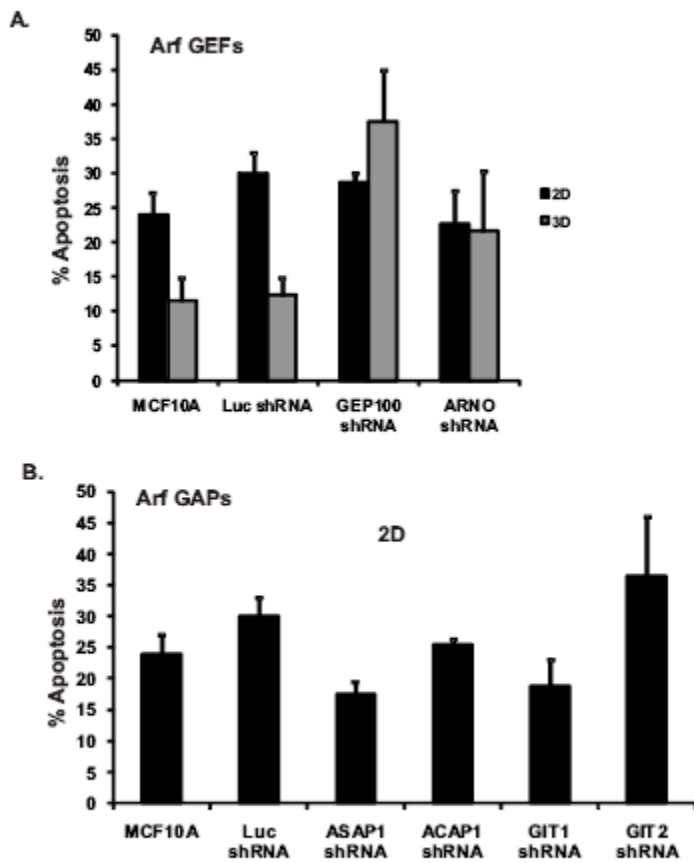 A.
Arf GEFs
50
45
40
35
30
25
20
15
10
5
0
% Apoptosis
2D
3D
MCF10A Luc shRNA GEP100 ARNO
shRNA shRNA
B.
Arf GAPs
2D
50
45
40
35
30
25
20
15
10
5
0
% Apoptosis
MCF10A Luc ASAP1 ACAP1 GIT1 GIT2
shRNA shRNA shRNA shRNA shRNA